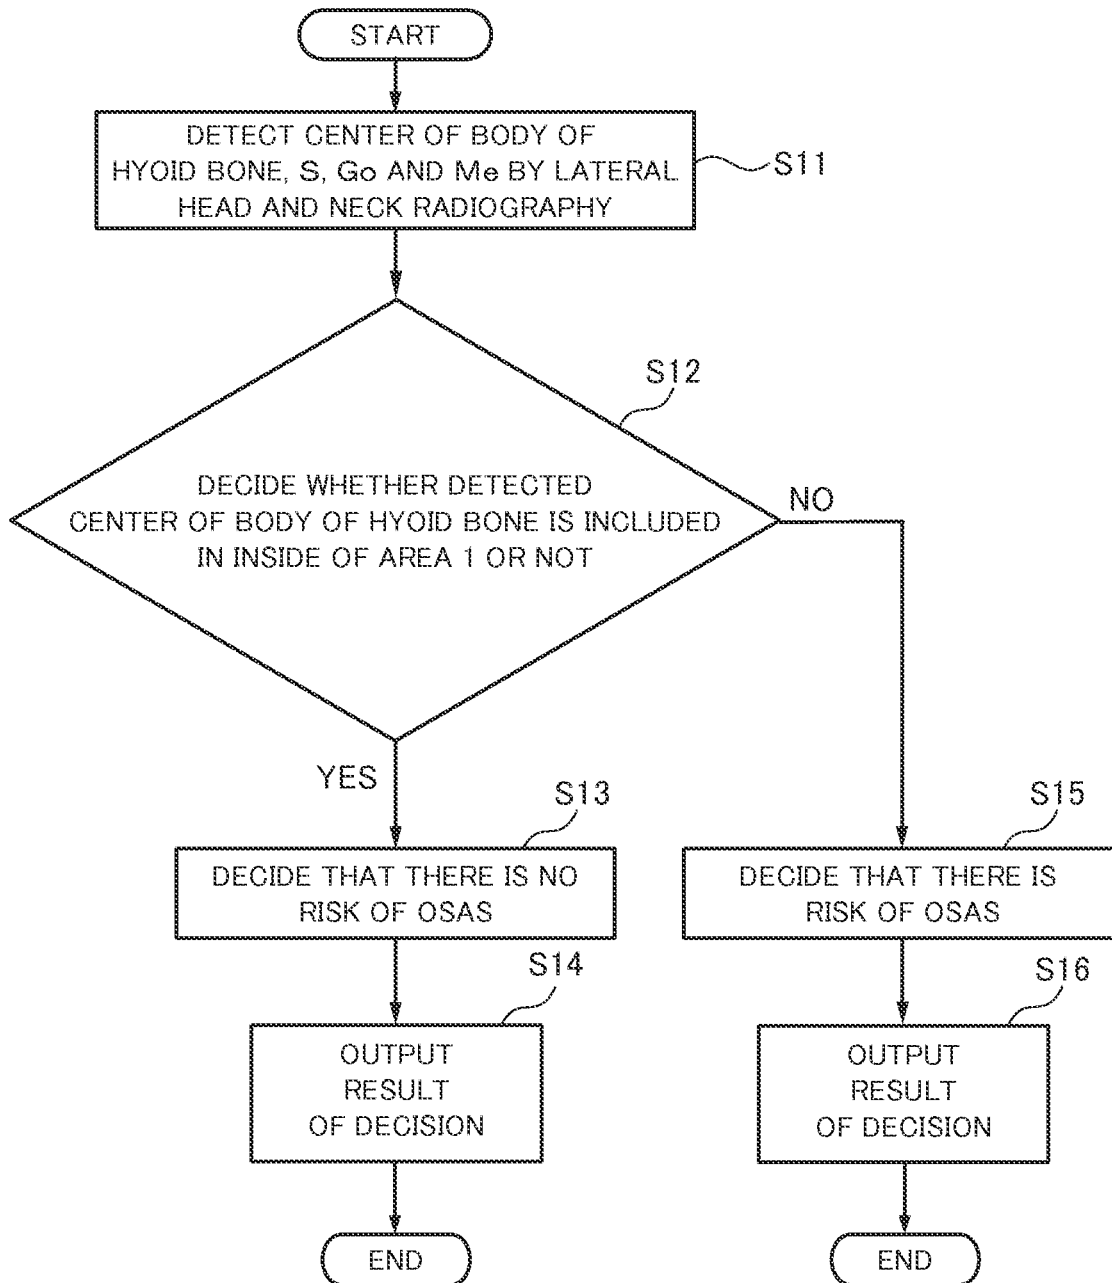 START
DETECT CENTER OF BODY OF
HYOID BONE, S, Go AND Me BY LATERAL
HEAD AND NECK RADIOGRAPHY
S11
S12
DECIDE WHETHER DETECTED
CENTER OF BODY OF HYOID BONE IS INCLUDED
IN INSIDE OF AREA 1 OR NOT
NO
YES
S13
DECIDE THAT THERE IS NO
RISK OF OSAS
S14
OUTPUT
RESULT
OF DECISION
END
S15
DECIDE THAT THERE IS
RISK OF OSAS
S16
OUTPUT
RESULT
OF DECISION
END